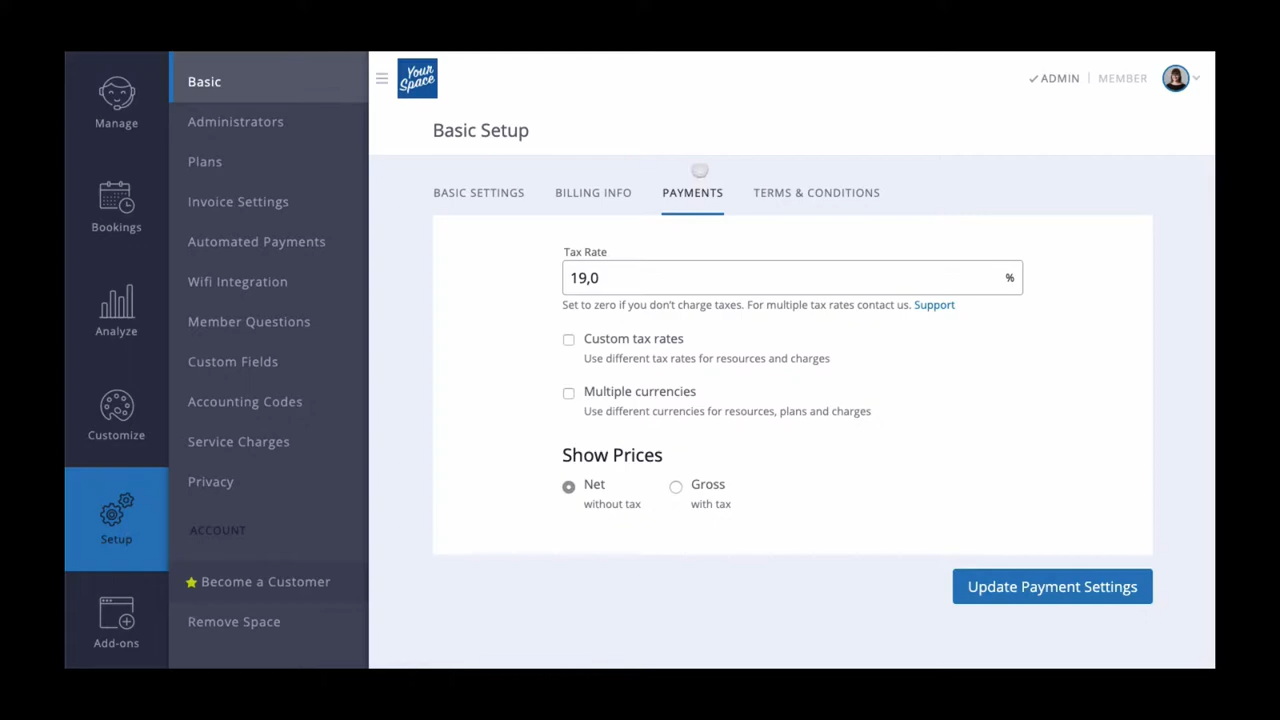 Manage
Bookings
Analyze
Customize
Setup
Add-ons
Basic
Administrators
Plans
Invoice Settings
Automated Payments
Wifi Integration
Member Questions
Custom Fields
Accounting Codes
Service Charges
Privacy
ACCOUNT
Become a Customer
Remove Space
Your
Space
ADMIN | MEMBER
Basic Setup
BASIC SETTINGS BILLING INFO PAYMENTS TERMS & CONDITIONS
Tax Rate
19,0 %
Set to zero if you don't charge taxes. For multiple tax rates contact us. Support
Custom tax rates
Use different tax rates for resources and charges
Multiple currencies
Use different currencies for resources, plans and charges
Show Prices
Net Gross
without tax with tax
Update Payment Settings